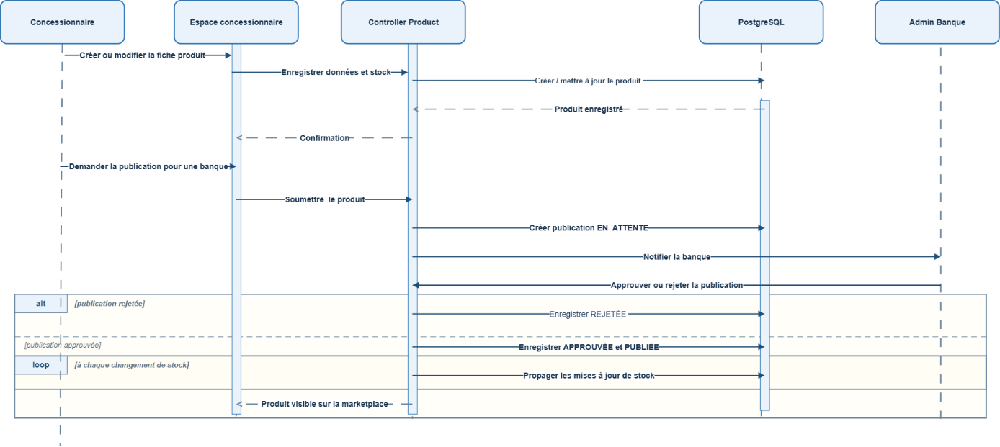 Concessionnaire
Espace concessionnaire
Controller Product
PostgreSQL
Admin Banque
Créer ou modifier la fiche produit
Enregistrer données et stock
Créer / mettre à jour le produit
Produit enregistré
Confirmation
Demander la publication pour une banque
Soumettre le produit
Créer publication EN_ATTENTE
Notifier la banque
Approuver ou rejeter la publication
alt
[publication rejetée]
Enregistrer REJETÉE
[publication approuvée]
Enregistrer APPROUVÉE et PUBLIÉE
loop
[à chaque changement de stock]
Propager les mises à jour de stock
Produit visible sur la marketplace